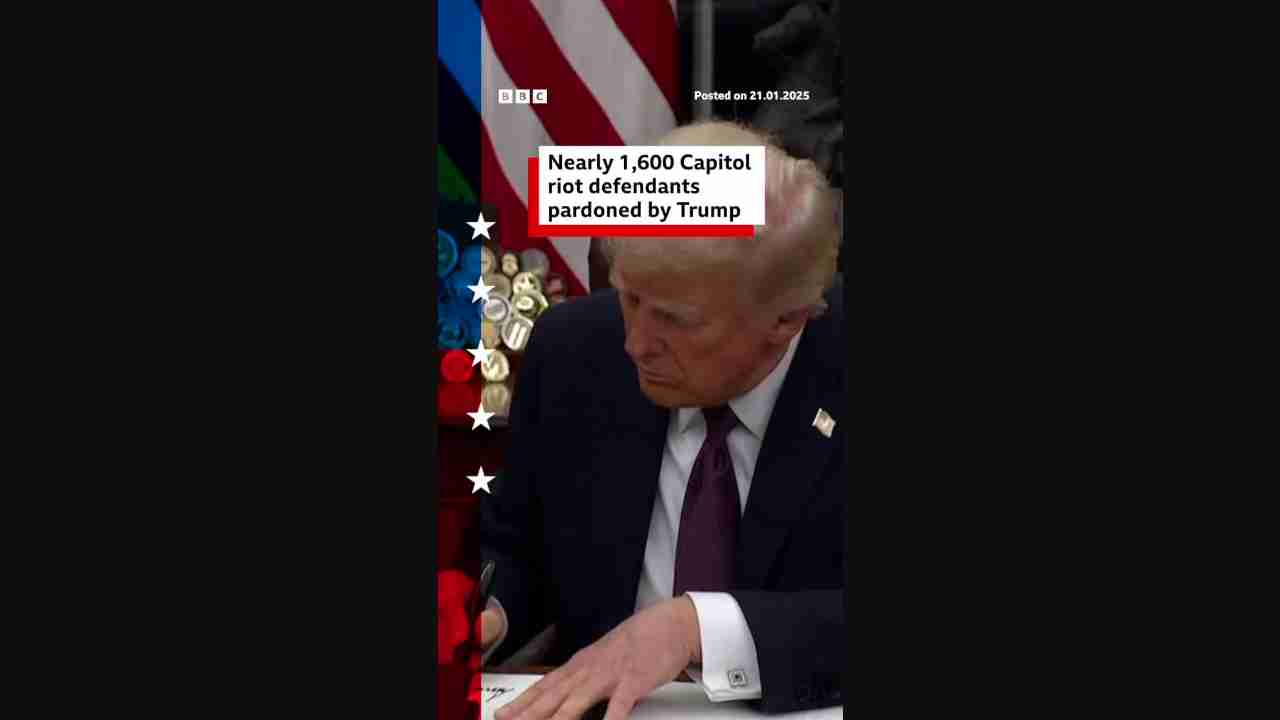 BBC
Posted on 21.01.2025
Nearly 1,600 Capitol
riot defendants
pardoned by Trump